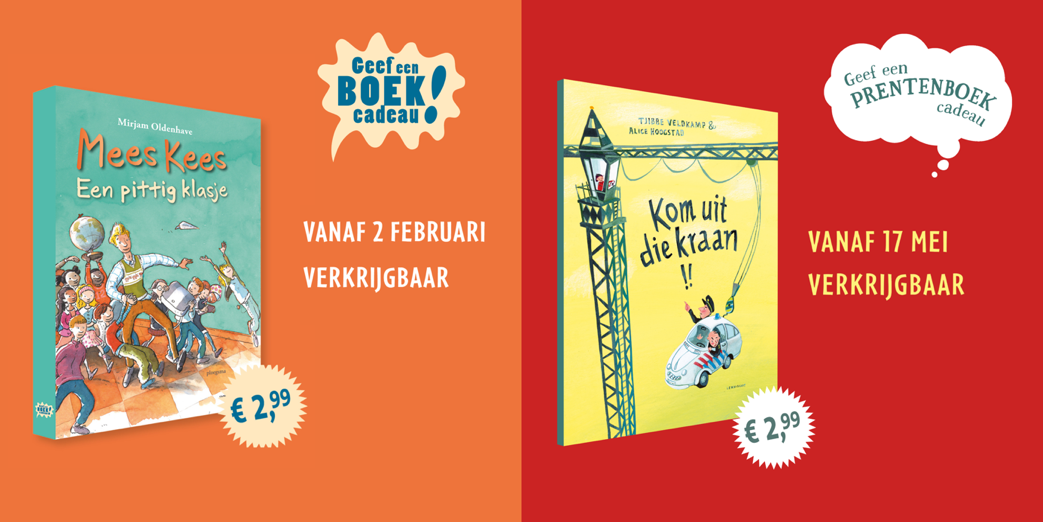 Geef een
BOEK!
cadeau
Mirjam Oldenhave
Mees Kees
Een pittig klasje
VANAF 2 FEBRUARI
VERKRIJGBAAR
€ 2,99
Geef een
PRENTENBOEK
cadeau
TJIBBE VELDKAMP &
ALICE HOOGSTAD
Kom uit
die kraan
!!
VANAF 17 MEI
VERKRIJGBAAR
€ 2,99